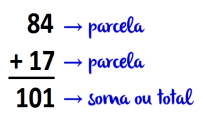 84 → parcela
+ 17 → parcela
101 → soma ou total